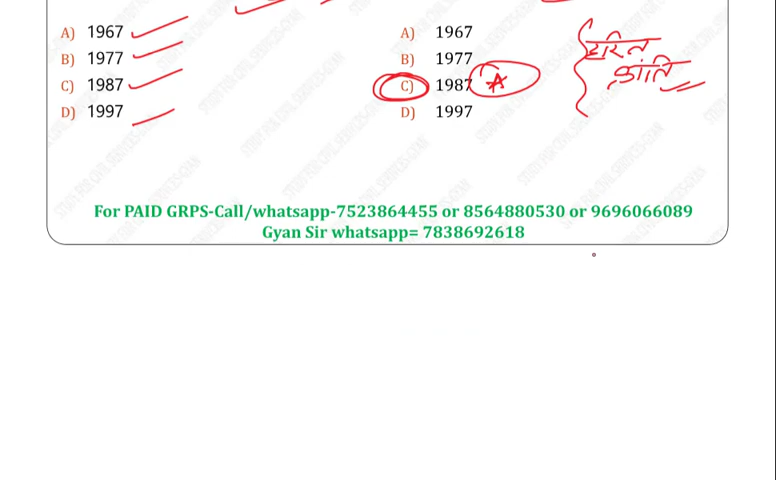 A) 1967 A) 1967
B) 1977 B) 1977
C) 1987 C) 1987
D) 1997 D) 1997
हरित
क्रांति
For PAID GRPS-Call/whatsapp-7523864455 or 8564880530 or 9696066089
Gyan Sir whatsapp= 7838692618